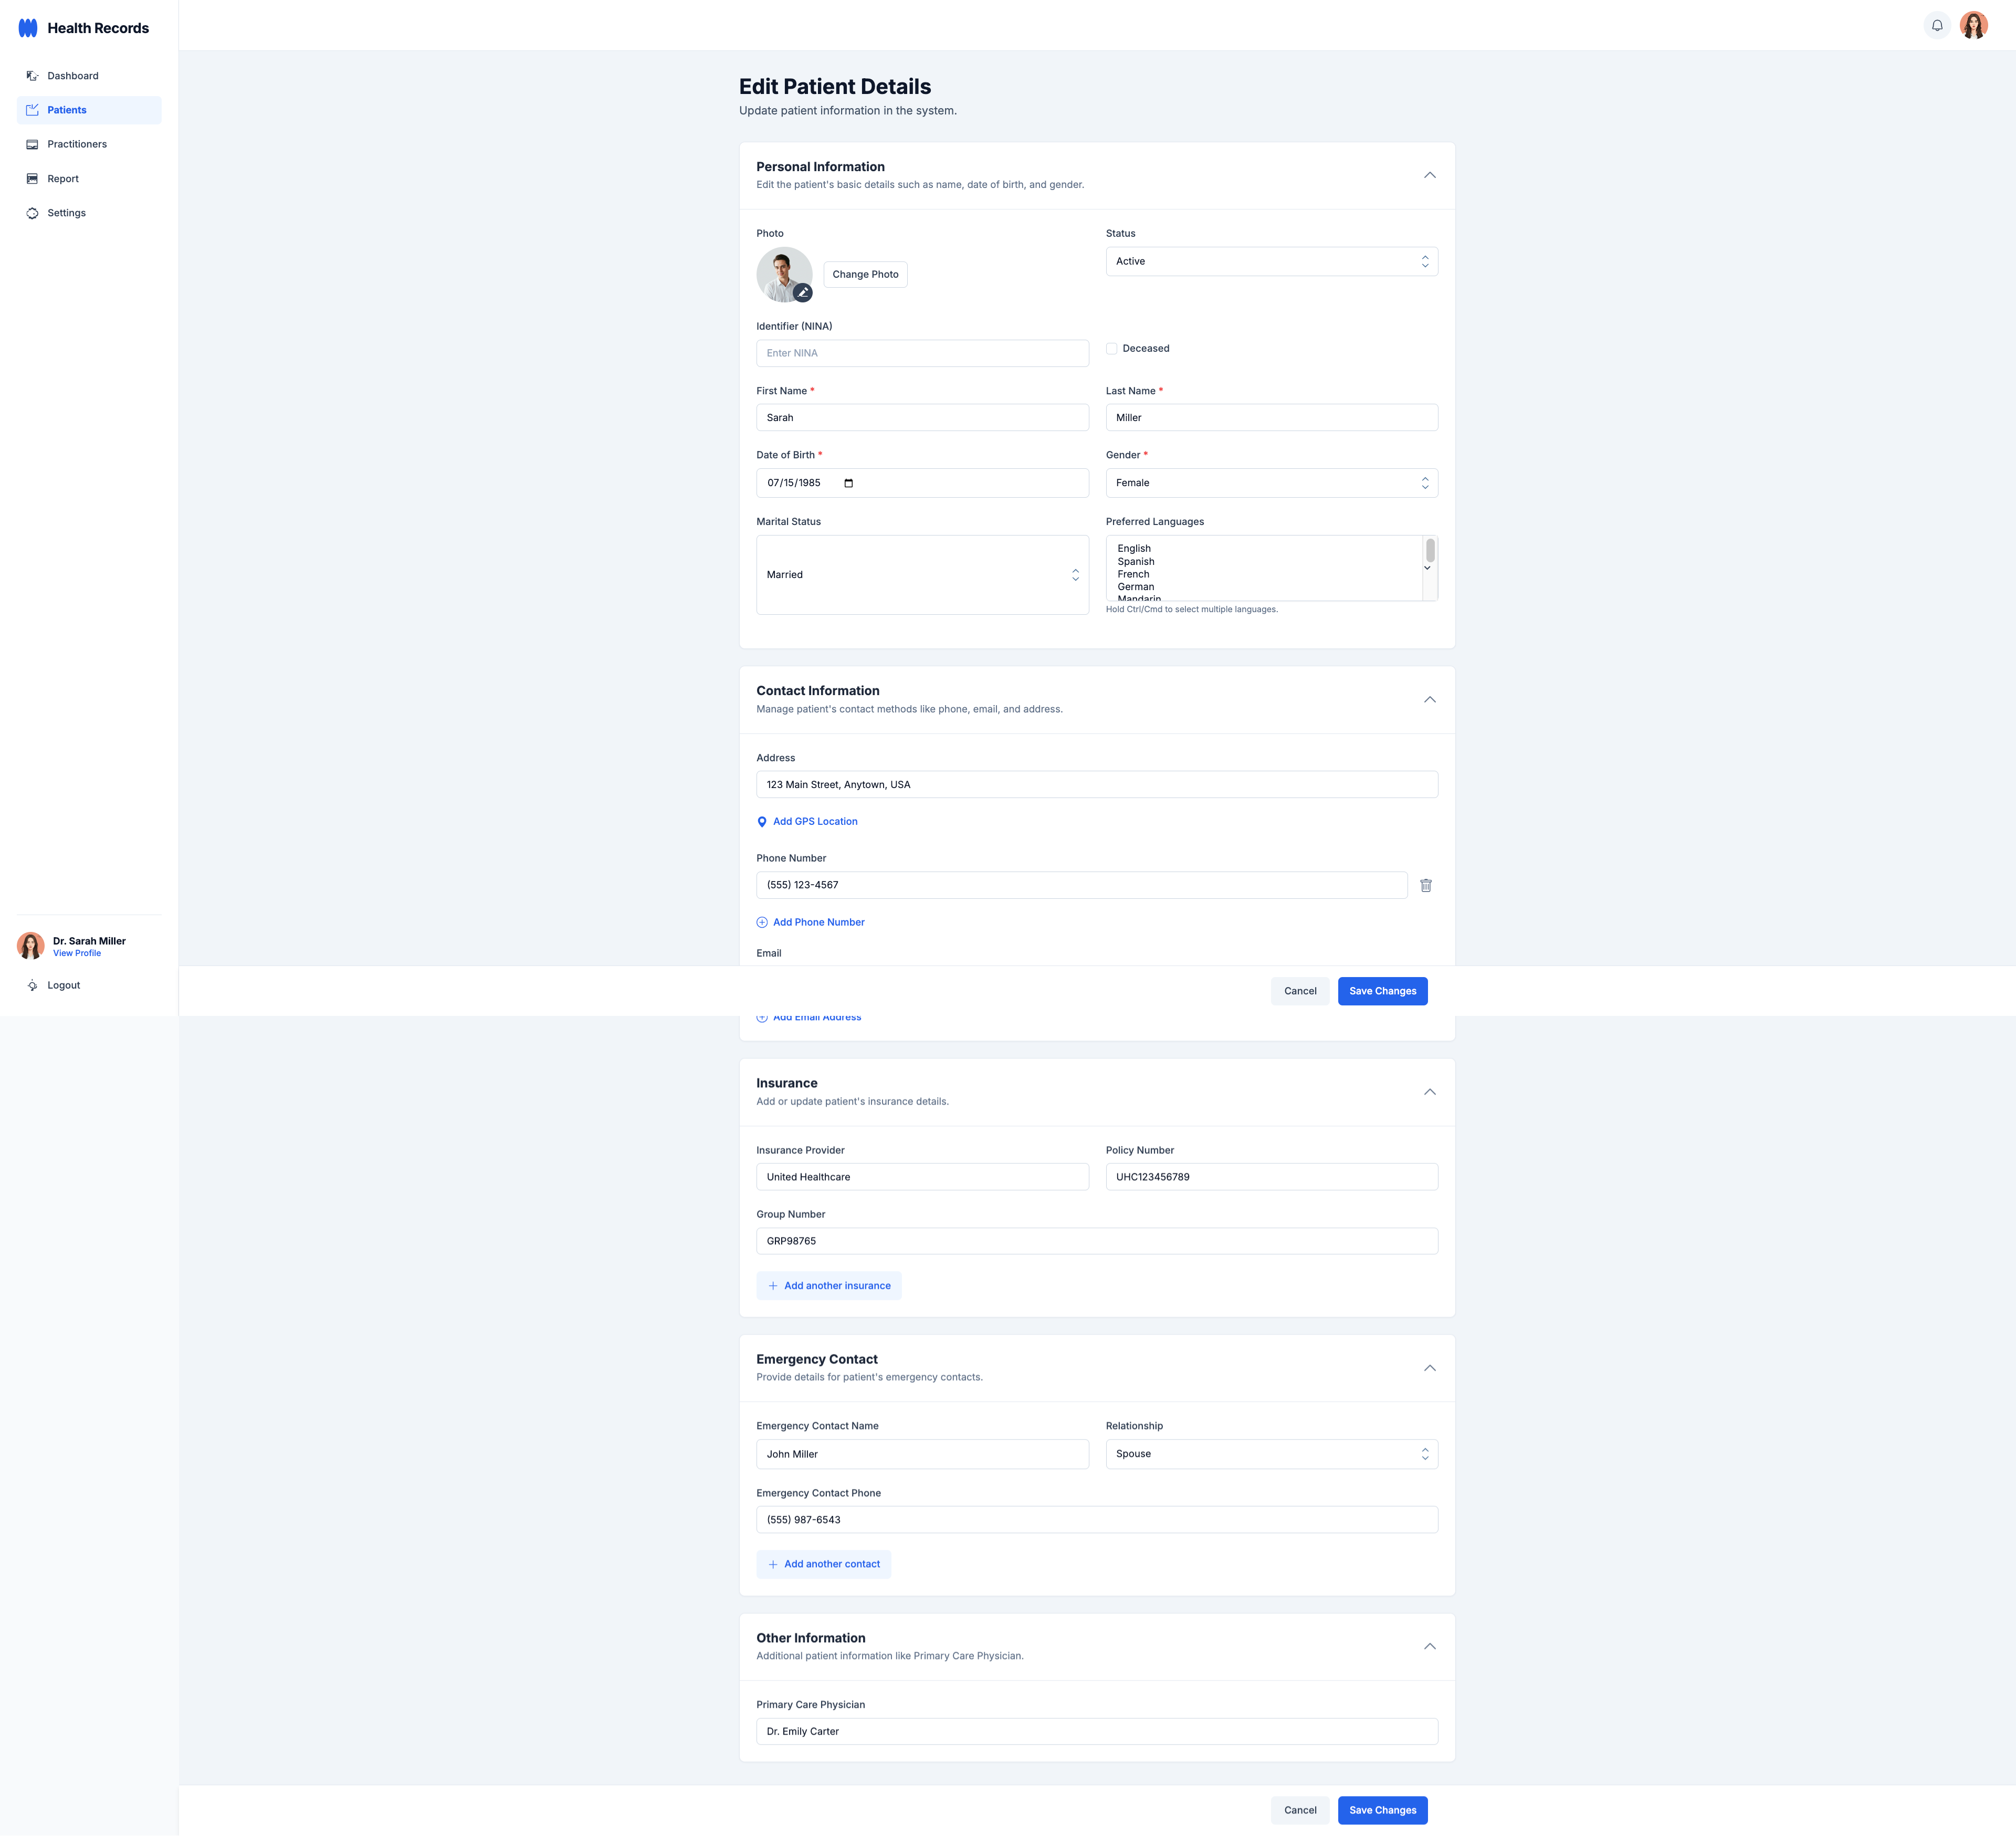 Health Records
Dashboard
Patients
Practitioners
Report
Settings
Dr. Sarah Miller
View Profile
Logout
Edit Patient Details
Update patient information in the system.
Personal Information
Edit the patient's basic details such as name, date of birth, and gender.
Photo
Status
Change Photo
Active
Identifier (NINA)
Enter NINA
Deceased
First Name *
Last Name *
Sarah
Miller
Date of Birth *
Gender *
07/15/1985
Female
Marital Status
Preferred Languages
Married
English
Spanish
French
German
Mandarin
Hold Ctrl/Cmd to select multiple languages.
Contact Information
Manage patient's contact methods like phone, email, and address.
Address
123 Main Street, Anytown, USA
Add GPS Location
Phone Number
(555) 123-4567
Add Phone Number
Email
Cancel
Save Changes
Add Email Address
Insurance
Add or update patient's insurance details.
Insurance Provider
Policy Number
United Healthcare
UHC123456789
Group Number
GRP98765
Add another insurance
Emergency Contact
Provide details for patient's emergency contacts.
Emergency Contact Name
Relationship
John Miller
Spouse
Emergency Contact Phone
(555) 987-6543
Add another contact
Other Information
Additional patient information like Primary Care Physician.
Primary Care Physician
Dr. Emily Carter
Cancel
Save Changes